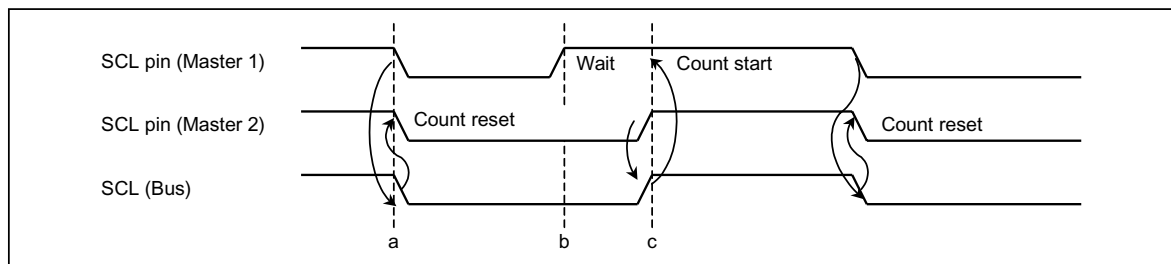 SCL pin (Master 1)
Wait
Count start
SCL pin (Master 2)
Count reset
Count reset
SCL (Bus)
a
b
c